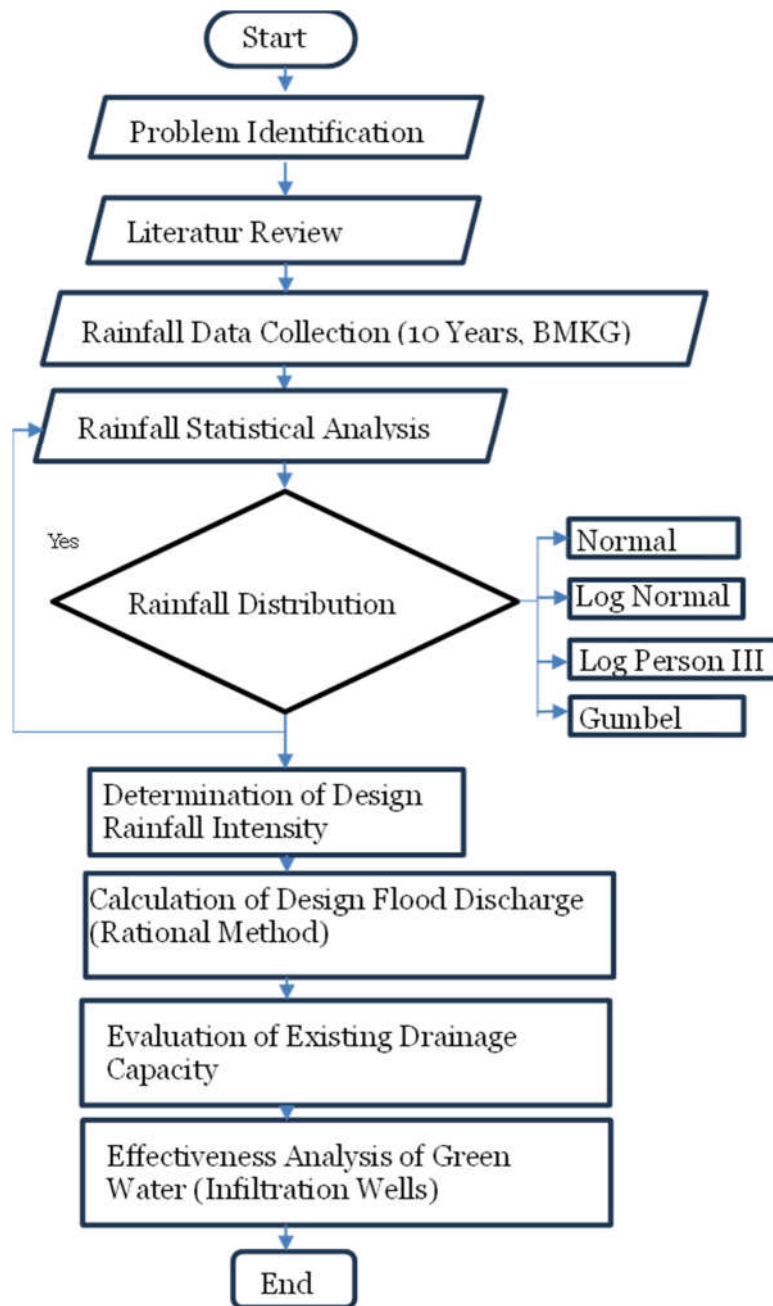 Start
Problem Identification
Literatur Review
Rainfall Data Collection (10 Years, BMKG)
Rainfall Statistical Analysis
Yes
Rainfall Distribution
Normal
Log Normal
Log Person III
Gumbel
Determination of Design
Rainfall Intensity
Calculation of Design Flood Discharge
(Rational Method)
Evaluation of Existing Drainage
Capacity
Effectiveness Analysis of Green
Water (Infiltration Wells)
End